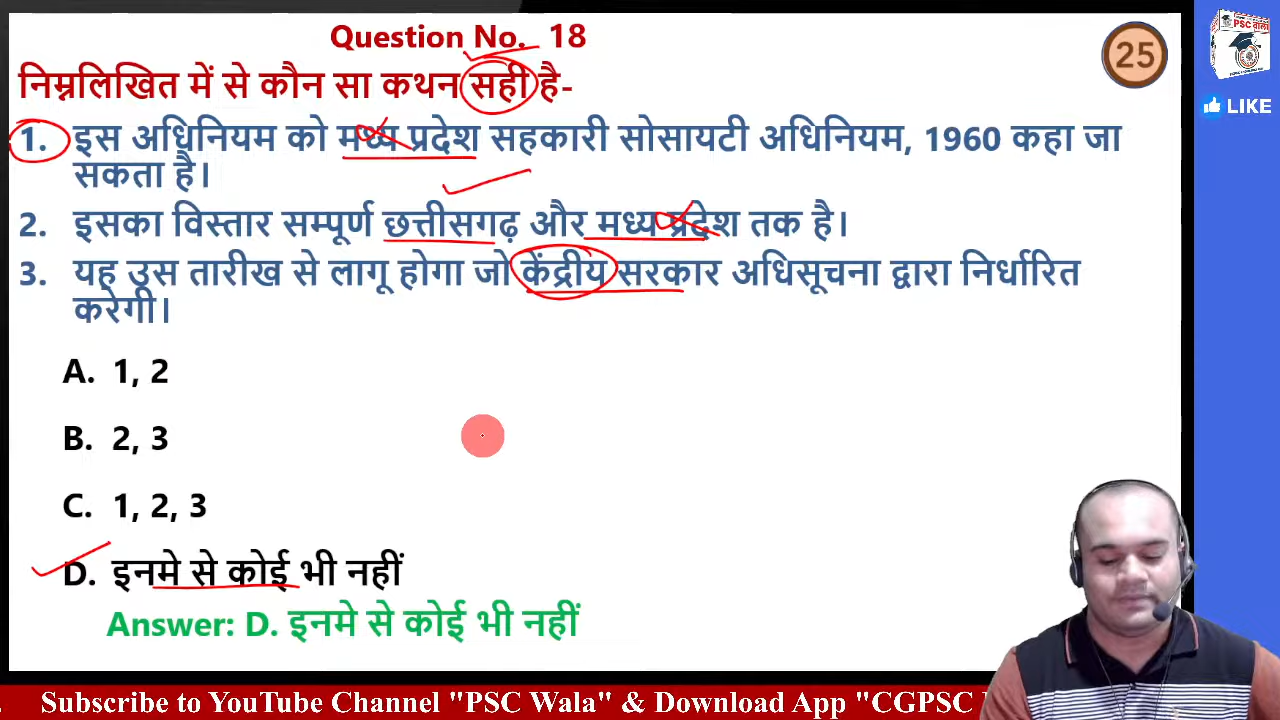 Question No. 18
25
PSC वाला
LIKE
निम्नलिखित में से कौन सा कथन सही है-
1. इस अधिनियम को मध्य प्रदेश सहकारी सोसायटी अधिनियम, 1960 कहा जा
सकता है।
2. इसका विस्तार सम्पूर्ण छत्तीसगढ़ और मध्य प्रदेश तक है।
3. यह उस तारीख से लागू होगा जो केंद्रीय सरकार अधिसूचना द्वारा निर्धारित
करेगी।
A. 1, 2
B. 2, 3
C. 1, 2, 3
D. इनमे से कोई भी नहीं
Answer: D. इनमे से कोई भी नहीं
Subscribe to YouTube Channel "PSC Wala" & Download App "CGPSC